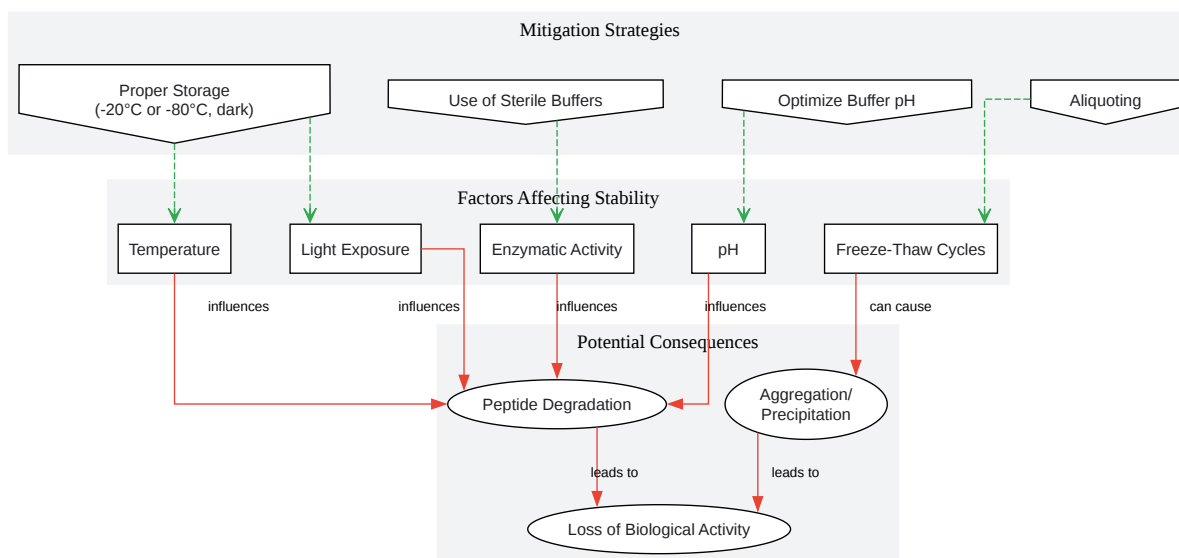 Mitigation Strategies
Proper Storage
(-20°C or -80°C, dark)
Use of Sterile Buffers
Optimize Buffer pH
Aliquoting
Factors Affecting Stability
Temperature
Light Exposure
Enzymatic Activity
pH
Freeze-Thaw Cycles
influences
influences
influences
influences
can cause
Potential Consequences
Peptide Degradation
Aggregation/
Precipitation
leads to
leads to
Loss of Biological Activity